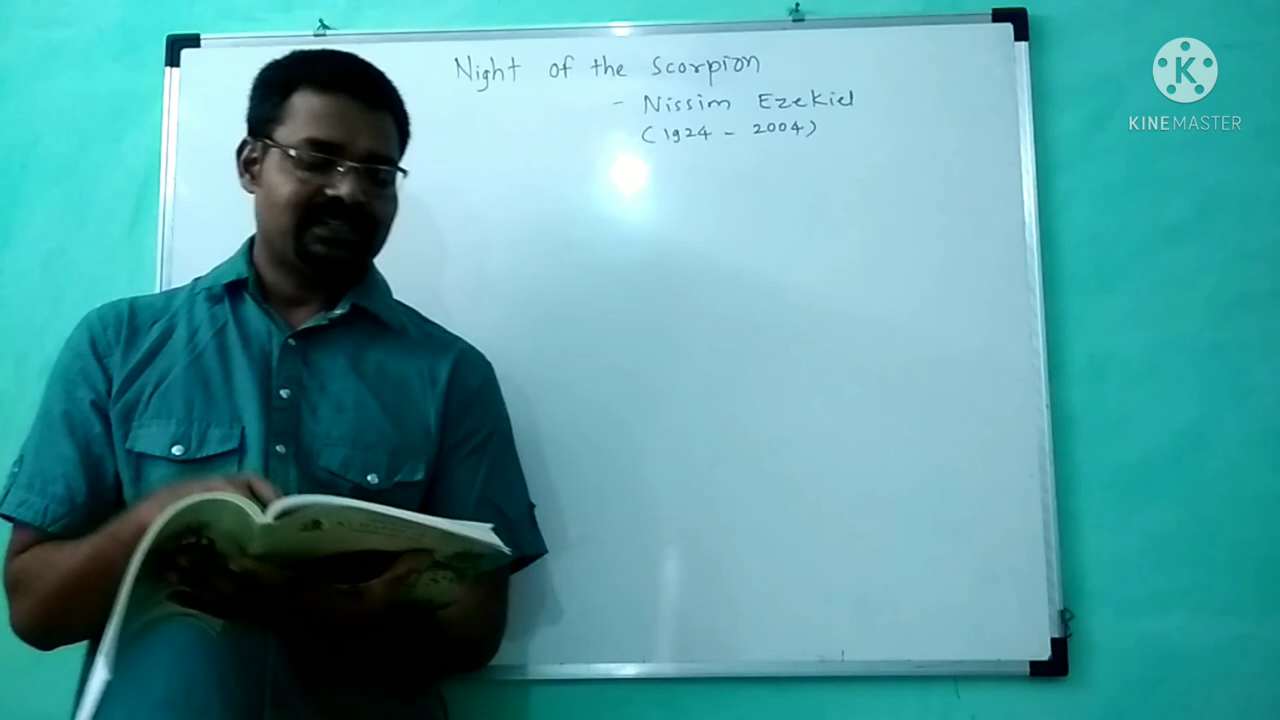 Night of the Scorpion
- Nissim Ezekiel
(1924 - 2004)
K
KINEMASTER